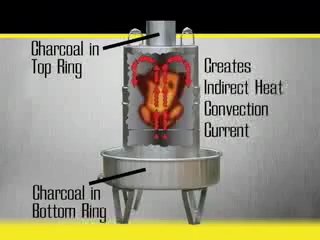 Charcoal in
Top Ring
Creates
Indirect Heat
Convection
Current
Charcoal in
Bottom Ring